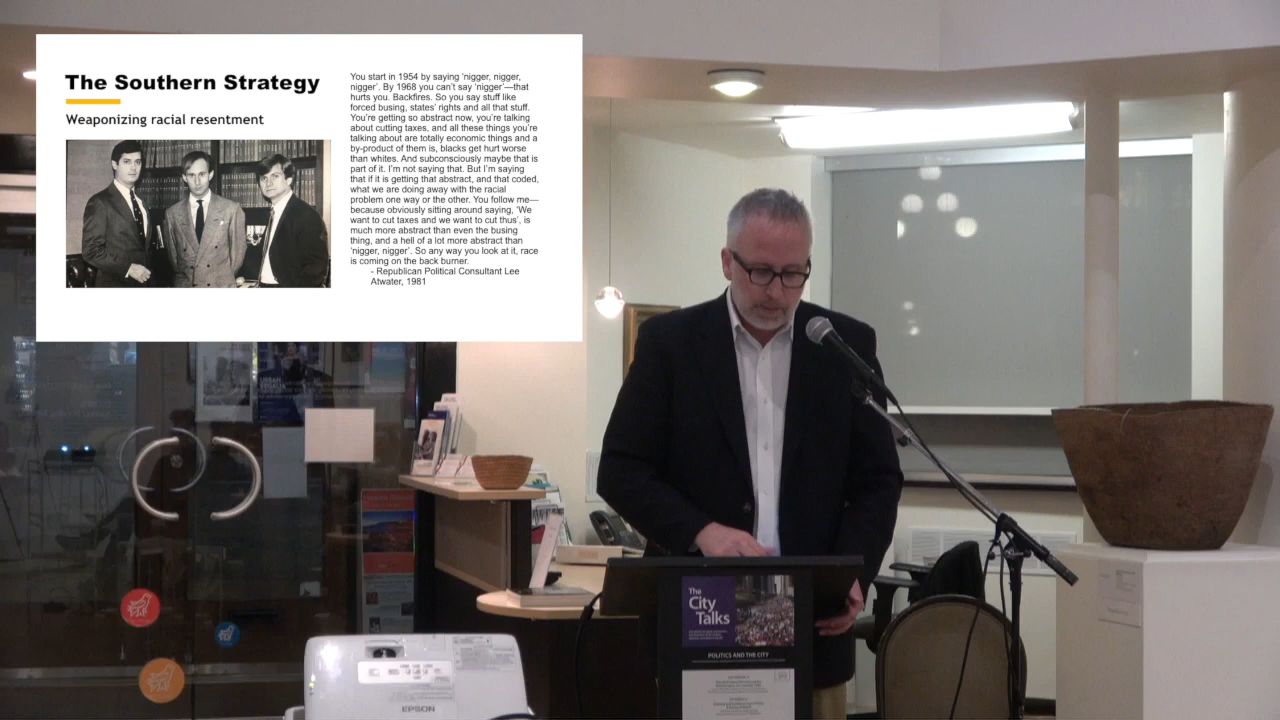 The Southern Strategy
Weaponizing racial resentment
You start in 1954 by saying ‘nigger, nigger,
nigger’. By 1968 you can’t say ‘nigger’—that
hurts you. Backfires. So you say stuff like
forced busing, states’ rights and all that stuff.
You’re getting so abstract now, you’re talking
about cutting taxes, and all these things you’re
talking about are totally economic things and a
by-product of them is, blacks get hurt worse
than whites. And subconsciously maybe that is
part of it. I’m not saying that. But I’m saying
that if it is getting that abstract, and that coded,
what we are doing away with the racial
problem one way or the other. You follow me—
because obviously sitting around saying, ‘We
want to cut taxes and we want to cut thus’, is
much more abstract than even the busing
thing, and a hell of a lot more abstract than
‘nigger, nigger’. So any way you look at it, race
is coming on the back burner.
- Republican Political Consultant Lee
Atwater, 1981
The
City
Talks
POLITICS AND THE CITY
EPSON